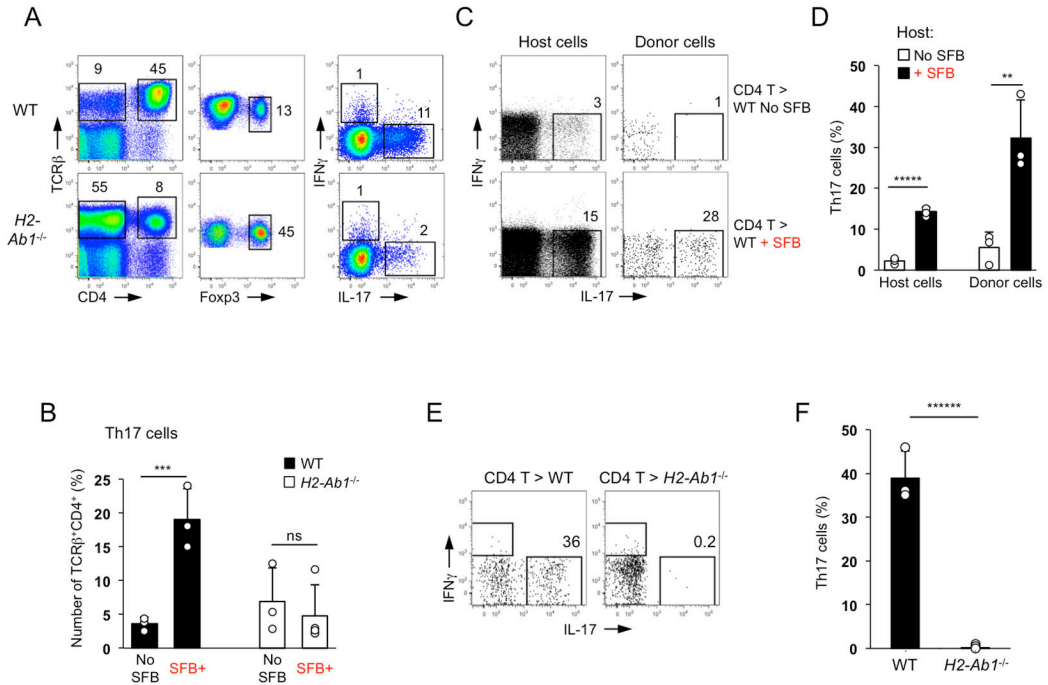 A
WT
H2-
Ab1-/-
TCRβ
CD4
9
45
55
8
Foxp3
13
45
IFNγ
IL-17
1
11
1
2
C
Host cells
Donor cells
IFNγ
3
1
15
28
IL-17
CD4 T >
WT No SFB
CD4 T >
WT + SFB
D
Host:
No SFB
+ SFB
Th17 cells (%)
50
40
30
20
10
0
*****
**
Host cells
Donor cells
B
Th17 cells
WT
H2-Ab1-/-
Number of TCRβ+CD4+ (%)
25
20
15
10
5
0
***
ns
No
SFB
SFB+
No
SFB
SFB+
E
CD4 T > WT
CD4 T > H2-Ab1-/-
IFNγ
36
0.2
IL-17
F
******
Th17 cells (%)
50
40
30
20
10
0
WT
H2-Ab1-/-